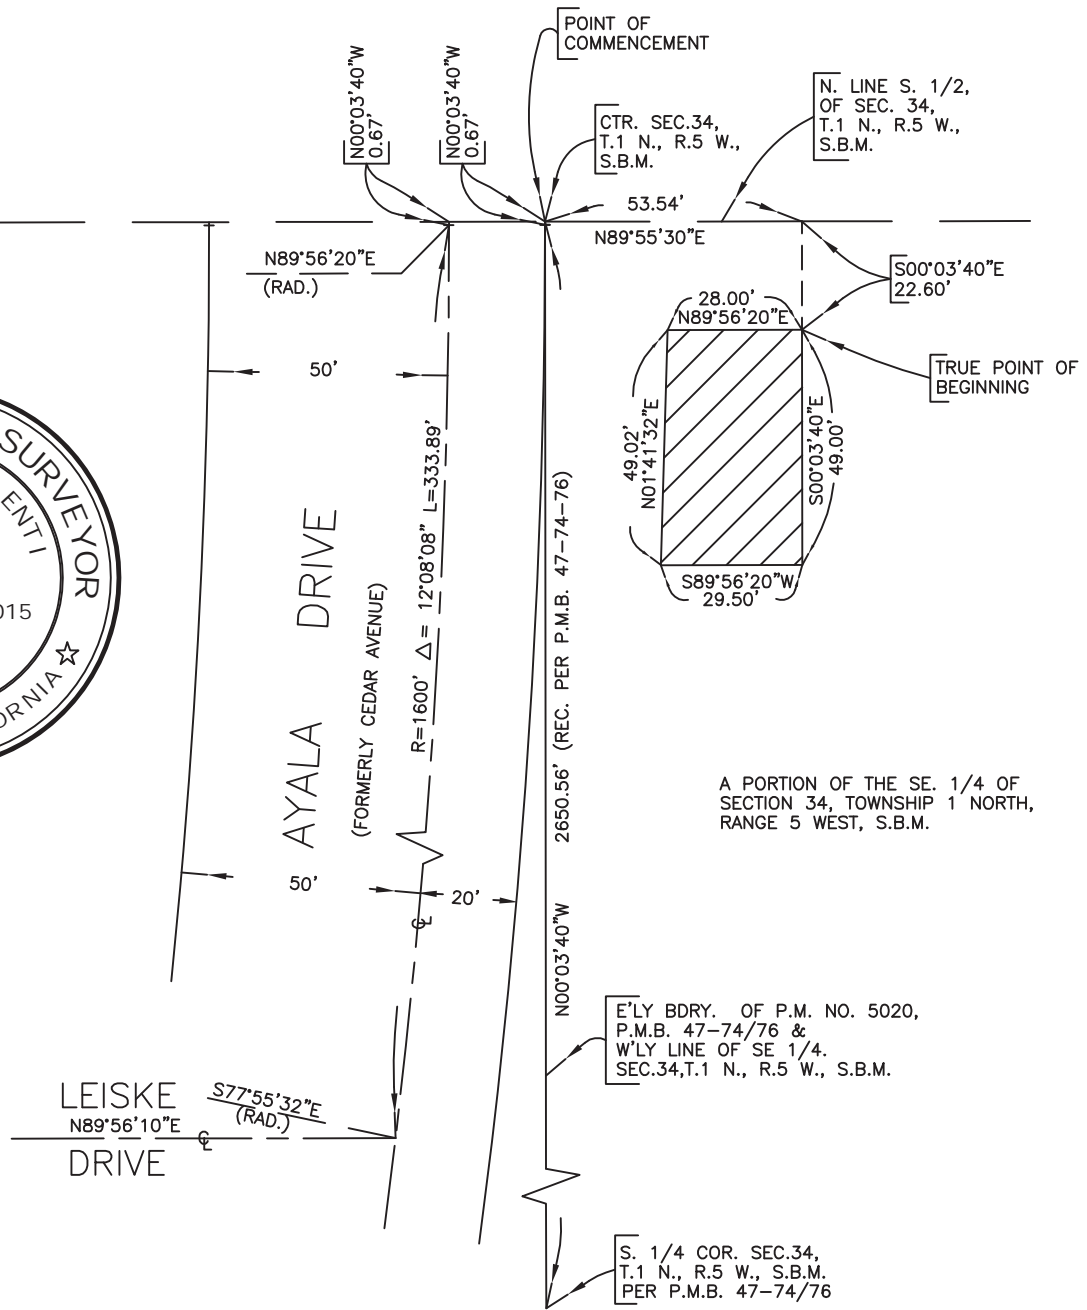 POINT OF
COMMENCEMENT
N00°03'40"W
0.67'
N00°03'40"W
0.67'
CTR. SEC.34,
T.1 N., R.5 W.,
S.B.M.
N. LINE S. 1/2,
OF SEC. 34,
T.1 N., R.5 W.,
S.B.M.
53.54'
N89°55'30"E
N89°56'20"E
(RAD.)
S00°03'40"E
22.60'
28.00'
N89°56'20"E
TRUE POINT OF
BEGINNING
50'
49.02'
N01°41'32"E
S00°03'40"E
49.00'
S89°56'20"W
29.50'
SURVEYOR
ENTI
015
ORNIA
AYALA DRIVE
(FORMERLY CEDAR AVENUE)
R=1600' Δ= 12°08'08" L=333.89'
N00°03'40"W 2650.56' (REC. PER P.M.B. 47-74-76)
A PORTION OF THE SE. 1/4 OF
SECTION 34, TOWNSHIP 1 NORTH,
RANGE 5 WEST, S.B.M.
50'
20'
℄
E'LY BDRY. OF P.M. NO. 5020,
P.M.B. 47-74/76 &
W'LY LINE OF SE 1/4.
SEC.34,T.1 N., R.5 W., S.B.M.
LEISKE
S77°55'32"E
(RAD.)
N89°56'10"E
℄
DRIVE
S. 1/4 COR. SEC.34,
T.1 N., R.5 W., S.B.M.
PER P.M.B. 47-74/76